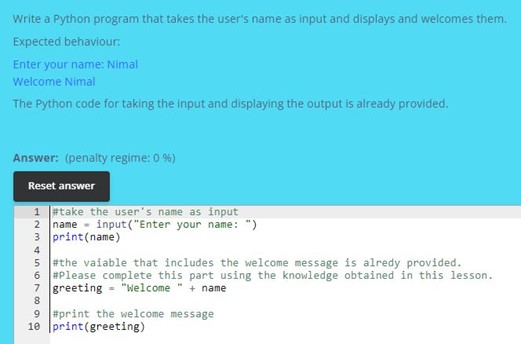 Write a Python program that takes the user's name as input and displays and welcomes them.
Expected behaviour:
Enter your name: Nimal
Welcome Nimal
The Python code for taking the input and displaying the output is already provided.
Answer: (penalty regime: 0 %)
Reset answer
1 #take the user's name as input
2 name = input("Enter your name: ")
3 print(name)
4
5 #the vaiable that includes the welcome message is alredy provided.
6 #Please complete this part using the knowledge obtained in this lesson.
7 greeting = "Welcome " + name
8
9 #print the welcome message
10 print(greeting)